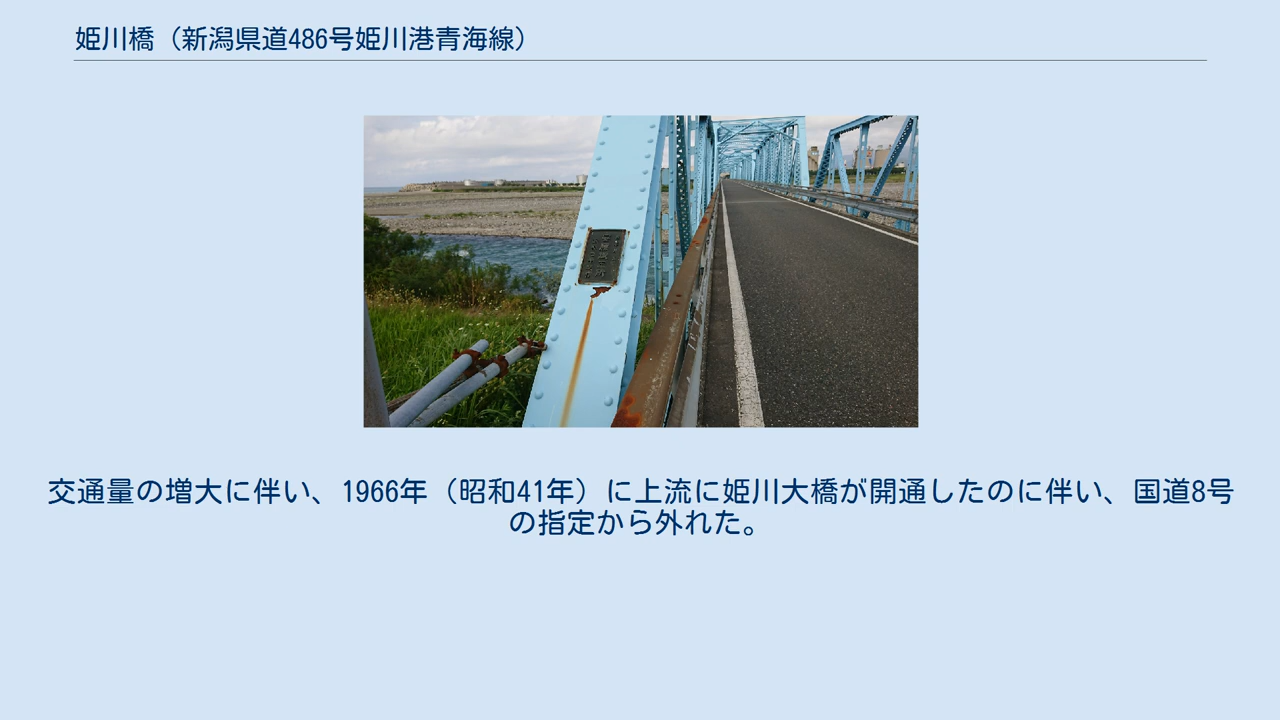 姫川橋（新潟県道486号姫川港青海線）
交通量の増大に伴い、1966年（昭和41年）に上流に姫川大橋が開通したのに伴い、国道8号
の指定から外れた。